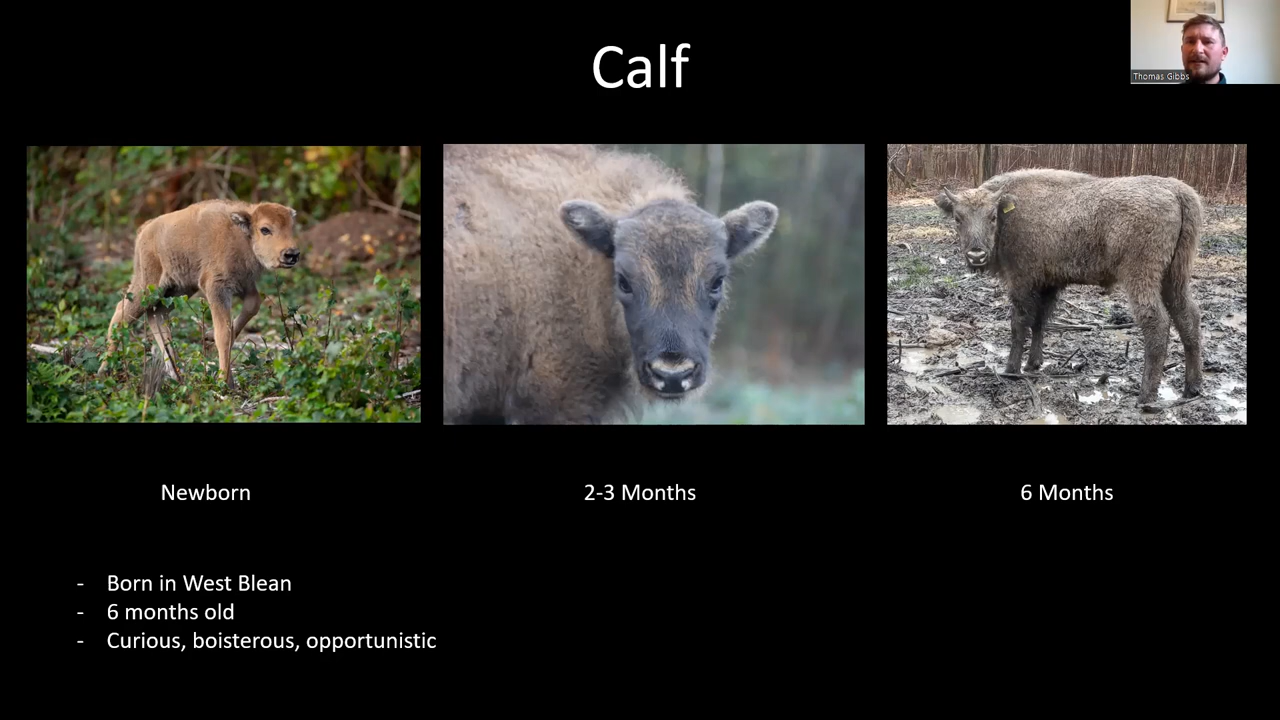 Calf
Thomas Gibbs
Newborn
2-3 Months
6 Months
- Born in West Blean
- 6 months old
- Curious, boisterous, opportunistic